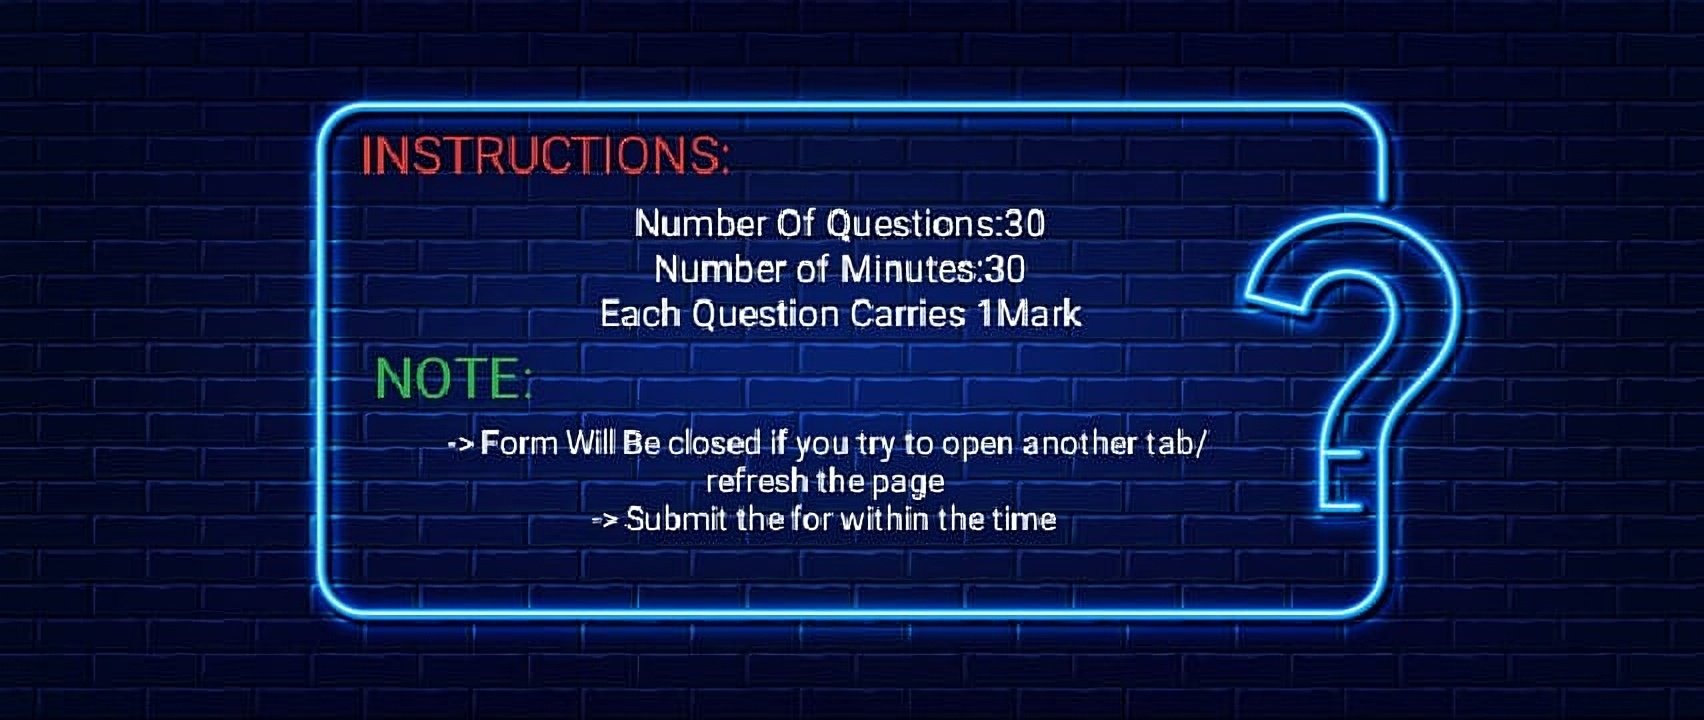 INSTRUCTIONS:
Number Of Questions:30
Number of Minutes:30
Each Question Carries 1Mark
NOTE:
-> Form Will Be closed if you try to open another tab/
refresh the page
-> Submit the for within the time